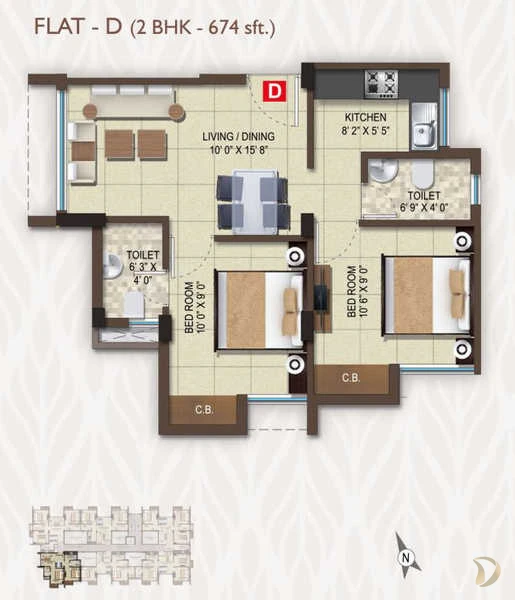 FLAT - D (2 BHK - 674 sft.)
D
KITCHEN
8' 2" X 5' 5"
LIVING / DINING
10' 0" X 15' 8"
TOILET
6' 9" X 4' 0"
TOILET
6' 3" X
4' 0"
BED ROOM
10' 0" X 9' 0"
BED ROOM
10' 6" X 9' 0"
C.B.
C.B.
N